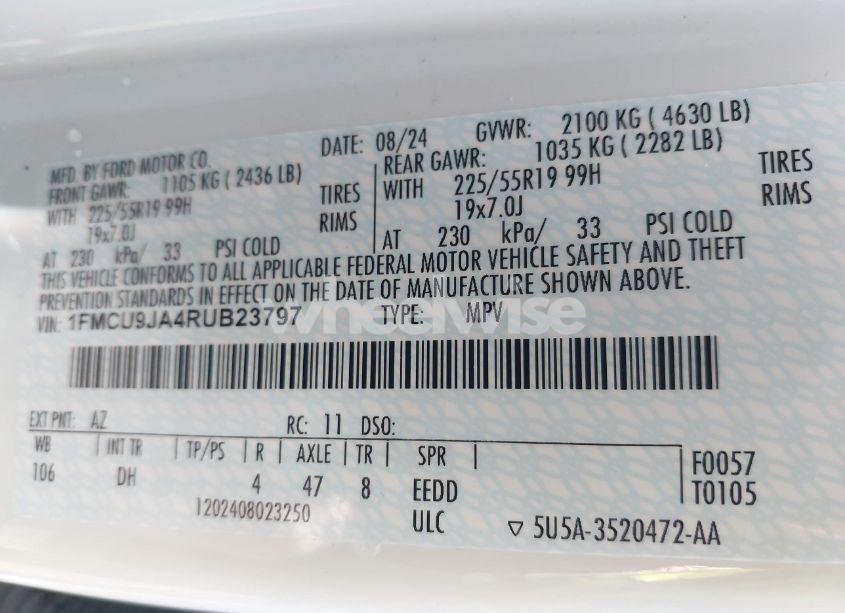 MFD. BY FORD MOTOR CO. DATE: 08/24 GVWR: 2100 KG ( 4630 LB)
FRONT GAWR: 1105 KG ( 2436 LB) REAR GAWR: 1035 KG ( 2282 LB)
WITH 225/55R19 99H TIRES WITH 225/55R19 99H TIRES
19x7.0J RIMS 19x7.0J RIMS
AT 230 kPa/ 33 PSI COLD AT 230 kPa/ 33 PSI COLD
THIS VEHICLE CONFORMS TO ALL APPLICABLE FEDERAL MOTOR VEHICLE SAFETY AND THEFT
PREVENTION STANDARDS IN EFFECT ON THE DATE OF MANUFACTURE SHOWN ABOVE.
VIN: 1FMCU9JA4RUB23797 TYPE: MPV
wheelwise
EXT PNT: AZ RC: 11 DSO:
WB INT TR TP/PS R AXLE TR SPR
106 DH 4 47 8 EEDD
F0057
T0105
1202408023250 ULC
▽ 5U5A-3520472-AA